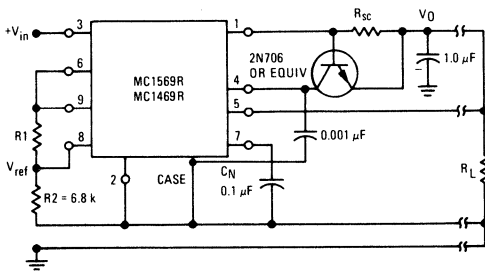 +Vin
3
1
RSC
VO
6
2N706
OR EQUIV
1.0 μF
MC1569R
MC1469R
4
9
5
R1
8
7
0.001 μF
Vref
2
CASE
CN
0.1 μF
RL
R2 = 6.8 k